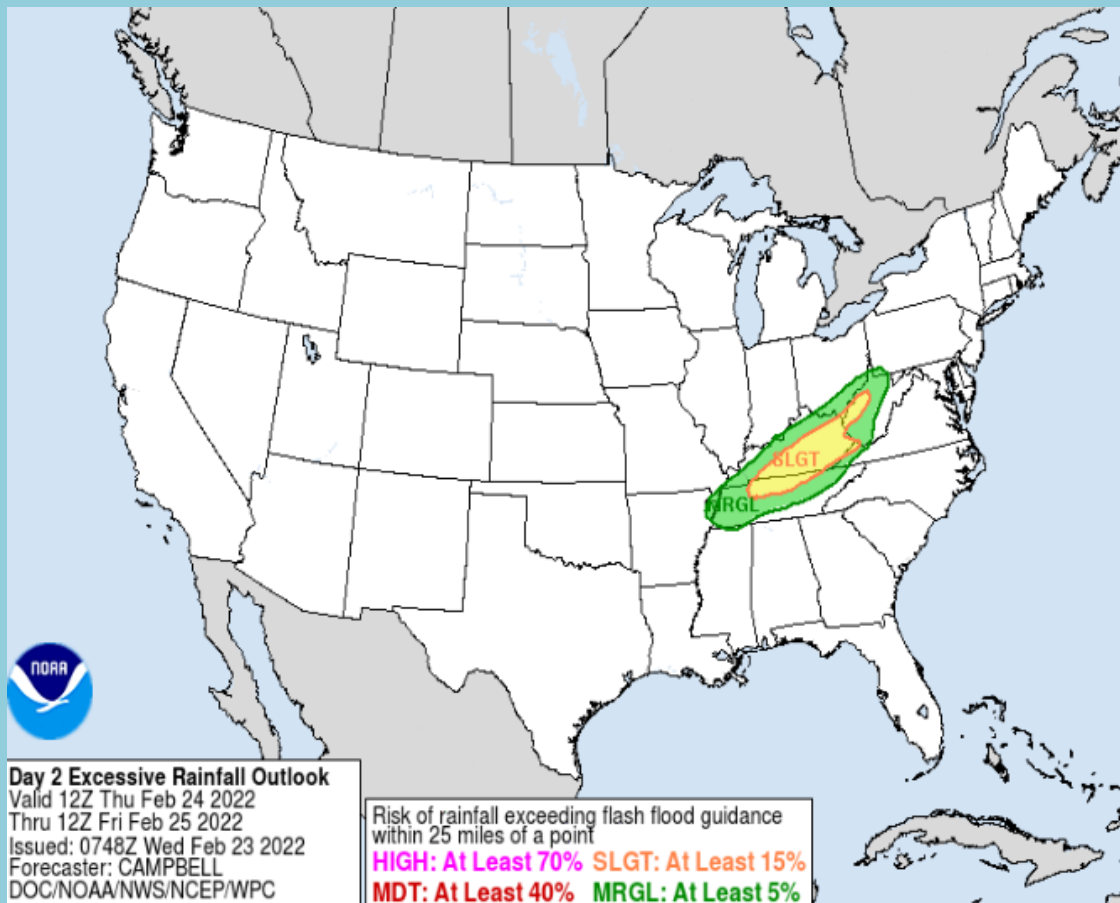 SLGT
MRGL
NOAA
Day 2 Excessive Rainfall Outlook
Valid 12Z Thu Feb 24 2022
Thru 12Z Fri Feb 25 2022
Issued: 0748Z Wed Feb 23 2022
Forecaster: CAMPBELL
DOC/NOAA/NWS/NCEP/WPC
Risk of rainfall exceeding flash flood guidance
within 25 miles of a point
HIGH: At Least 70% SLGT: At Least 15%
MDT: At Least 40% MRGL: At Least 5%